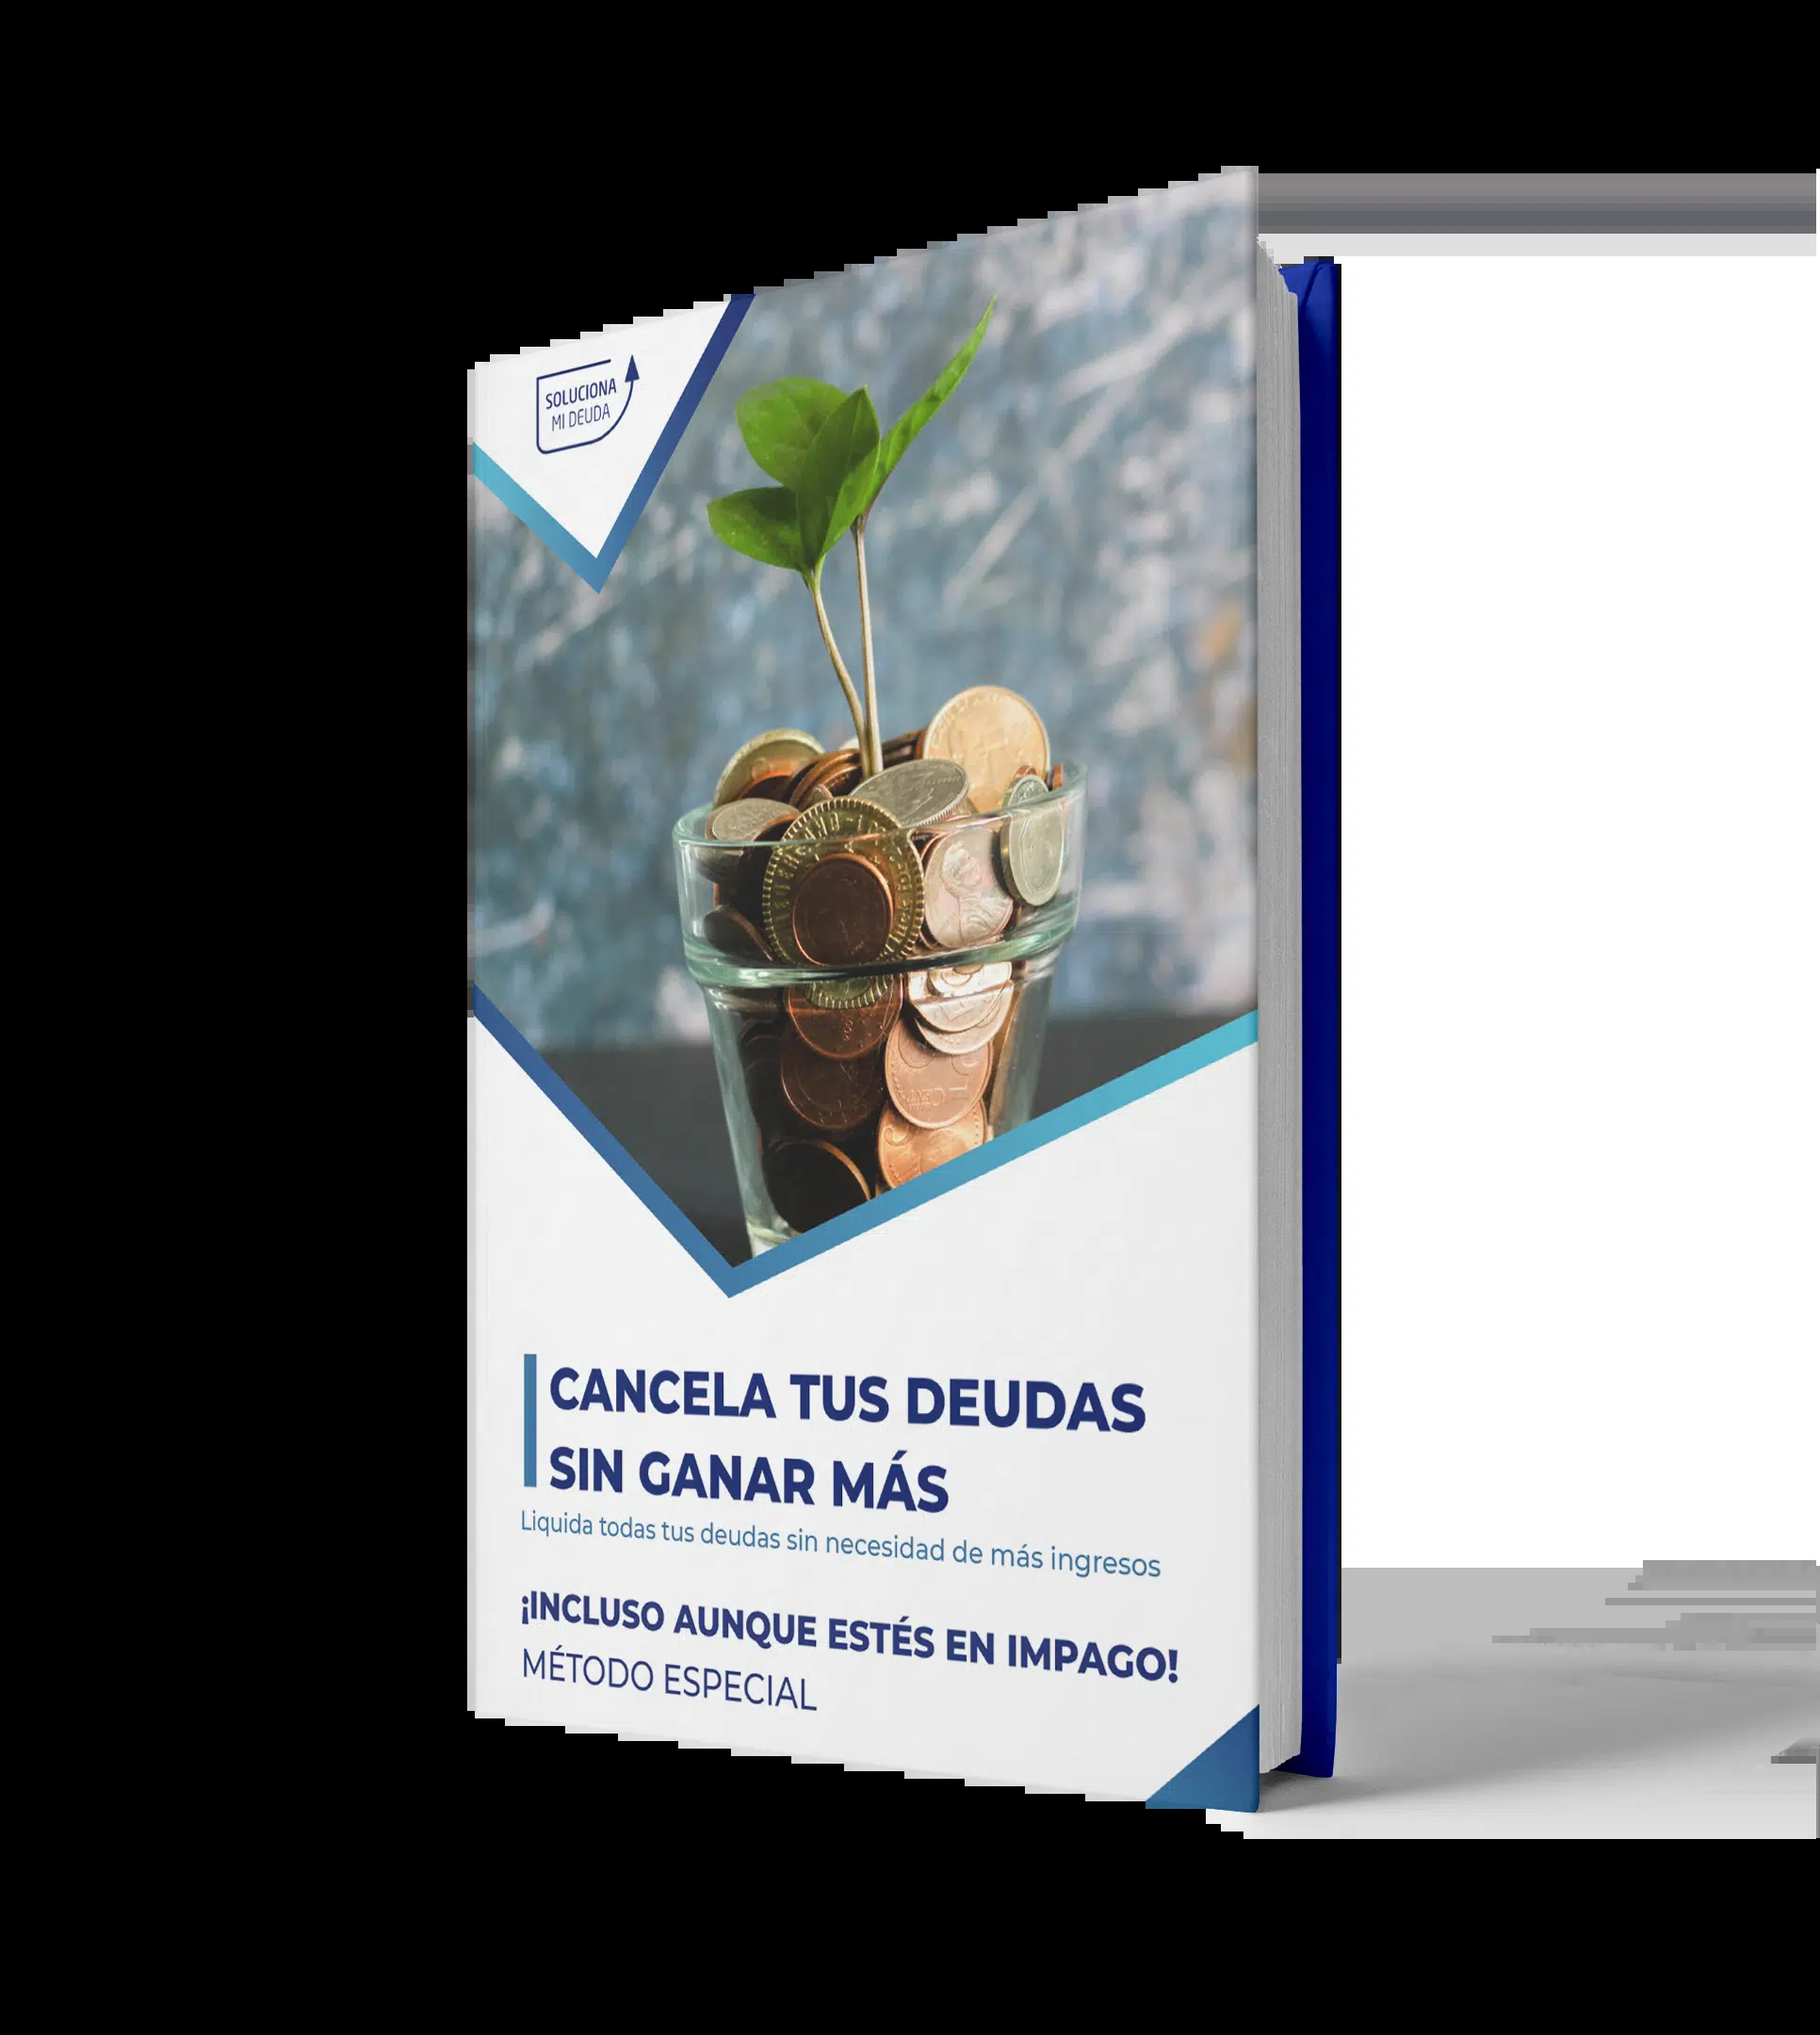 SOLUCIONA
MI DEUDA
CANCELA TUS DEUDAS
SIN GANAR MÁS
Liquida todas tus deudas sin necesidad de más ingresos
¡INCLUSO AUNQUE ESTÉS EN IMPAGO!
MÉTODO ESPECIAL